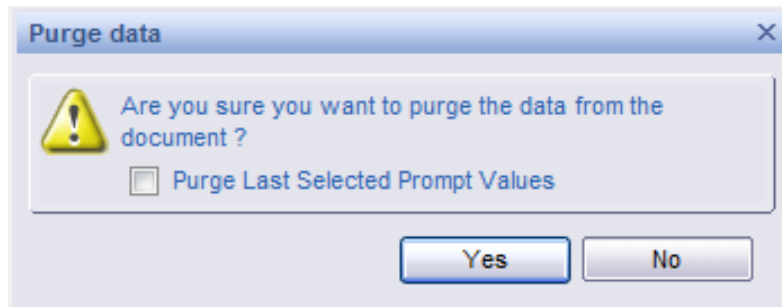 Purge data
Are you sure you want to purge the data from the
document ?
Purge Last Selected Prompt Values
Yes
No